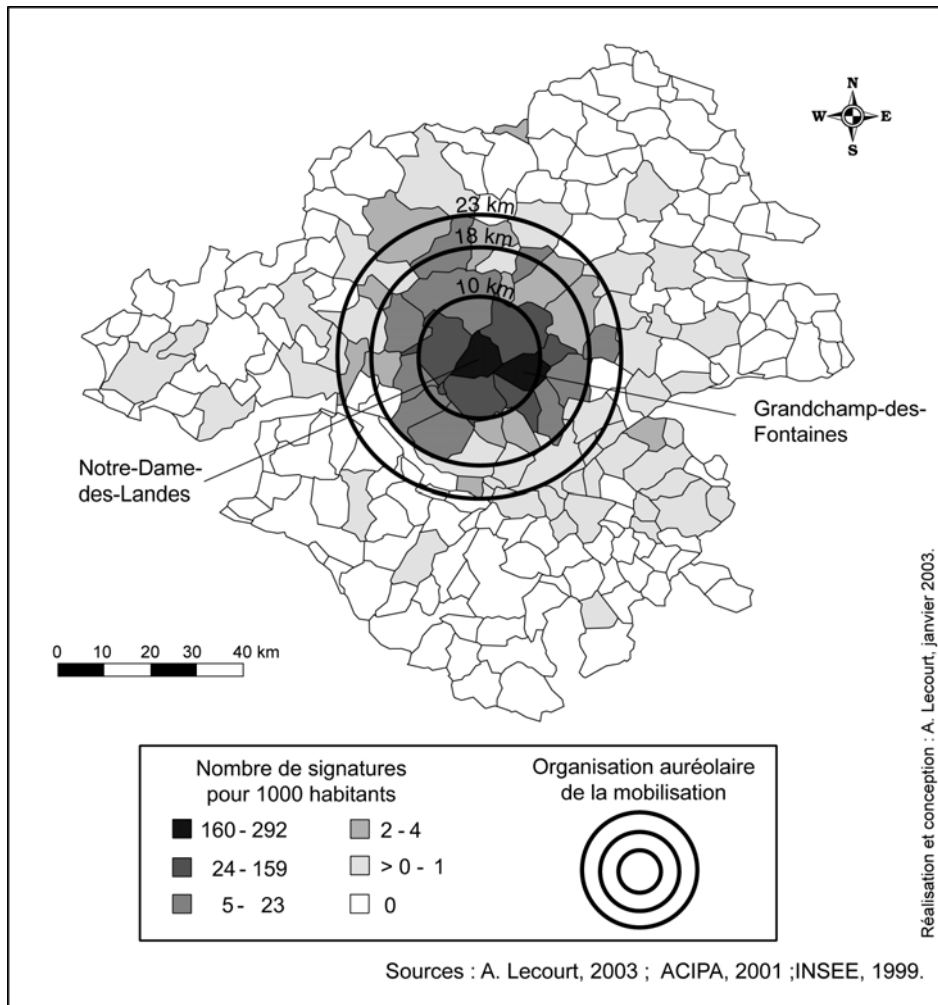 N
W E
S
23 km
18 km
10 km
Grandchamp-des-
Fontaines
Notre-Dame-
des-Landes
0 10 20 30 40 km
Nombre de signatures
pour 1000 habitants
160 - 292
24 - 159
5 - 23
2 - 4
> 0 - 1
0
Organisation auréolaire
de la mobilisation
Réalisation et conception : A. Lecourt, janvier 2003.
Sources : A. Lecourt, 2003 ; ACIPA, 2001 ;INSEE, 1999.